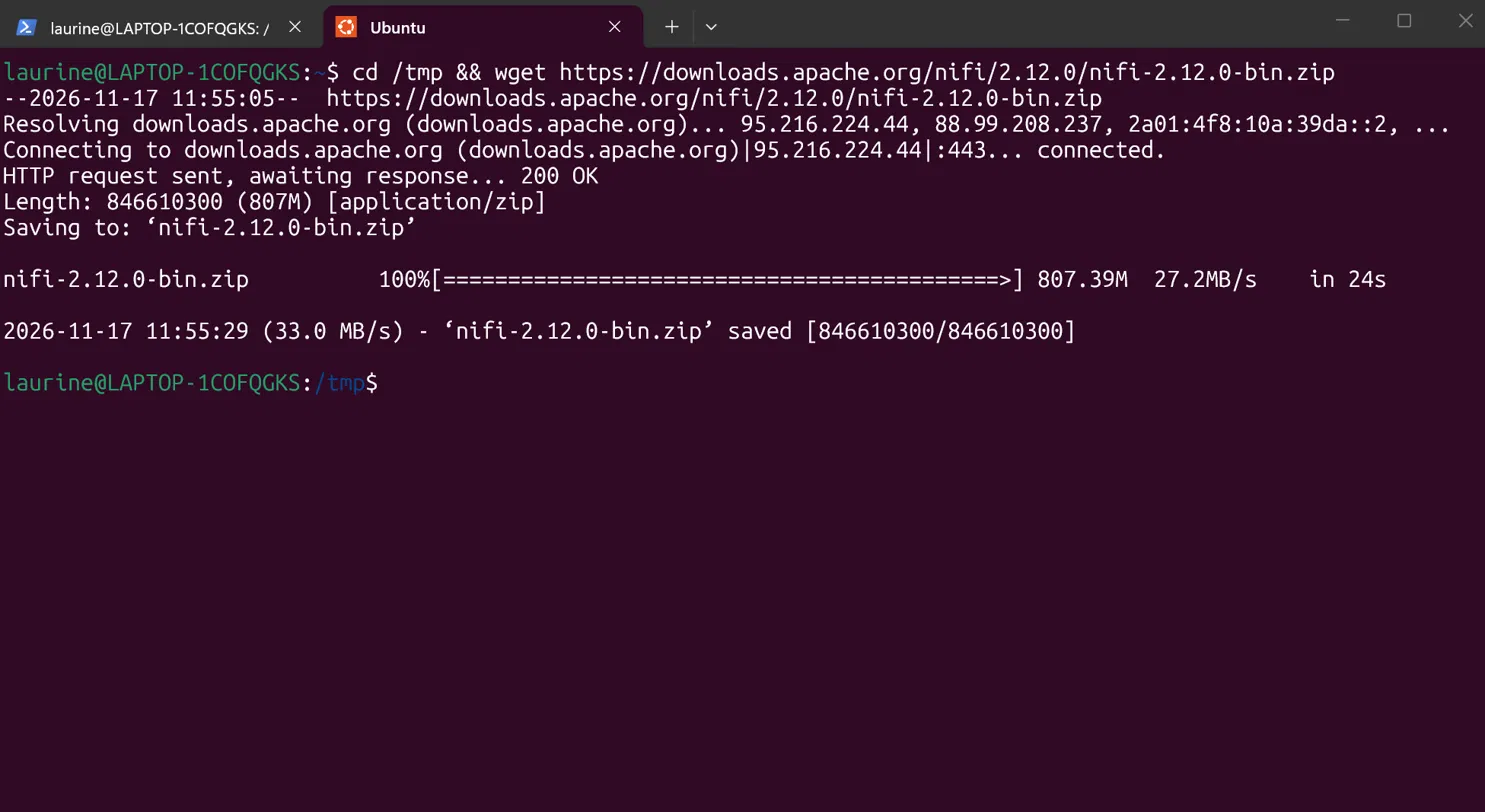 laurine@LAPTOP-1COFQGKS: /
Ubuntu
laurine@LAPTOP-1COFQGKS:~$ cd /tmp && wget https://downloads.apache.org/nifi/2.12.0/nifi-2.12.0-bin.zip
--2026-11-17 11:55:05--  https://downloads.apache.org/nifi/2.12.0/nifi-2.12.0-bin.zip
Resolving downloads.apache.org (downloads.apache.org)... 95.216.224.44, 88.99.208.237, 2a01:4f8:10a:39da::2, ...
Connecting to downloads.apache.org (downloads.apache.org)|95.216.224.44|:443... connected.
HTTP request sent, awaiting response... 200 OK
Length: 846610300 (807M) [application/zip]
Saving to: ‘nifi-2.12.0-bin.zip’
nifi-2.12.0-bin.zip          100%[===========================================>] 807.39M  27.2MB/s    in 24s
2026-11-17 11:55:29 (33.0 MB/s) - ‘nifi-2.12.0-bin.zip’ saved [846610300/846610300]
laurine@LAPTOP-1COFQGKS:/tmp$